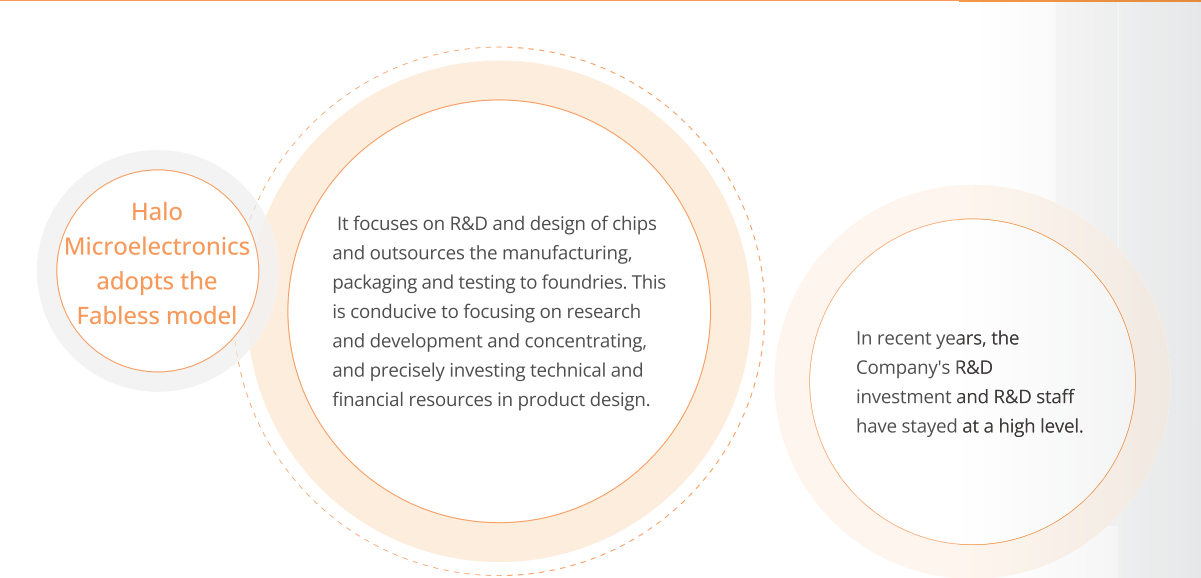 Halo
Microelectronics
adopts the
Fabless model
It focuses on R&D and design of chips
and outsources the manufacturing,
packaging and testing to foundries. This
is conducive to focusing on research
and development and concentrating,
and precisely investing technical and
financial resources in product design.
In recent years, the
Company's R&D
investment and R&D staff
have stayed at a high level.